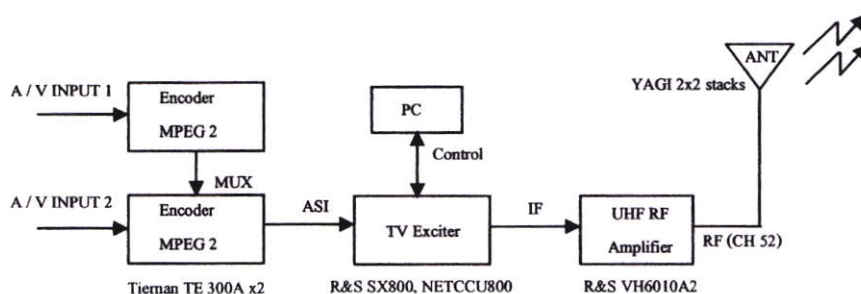 ANT
YAGI 2x2 stacks
A / V INPUT 1
Encoder
MPEG 2
PC
Control
MUX
A / V INPUT 2
Encoder
MPEG 2
ASI
TV Exciter
IF
UHF RF
Amplifier
RF (CH 52)
Tiernan TE 300A x2
R&S SX800, NETCCU800
R&S VH6010A2